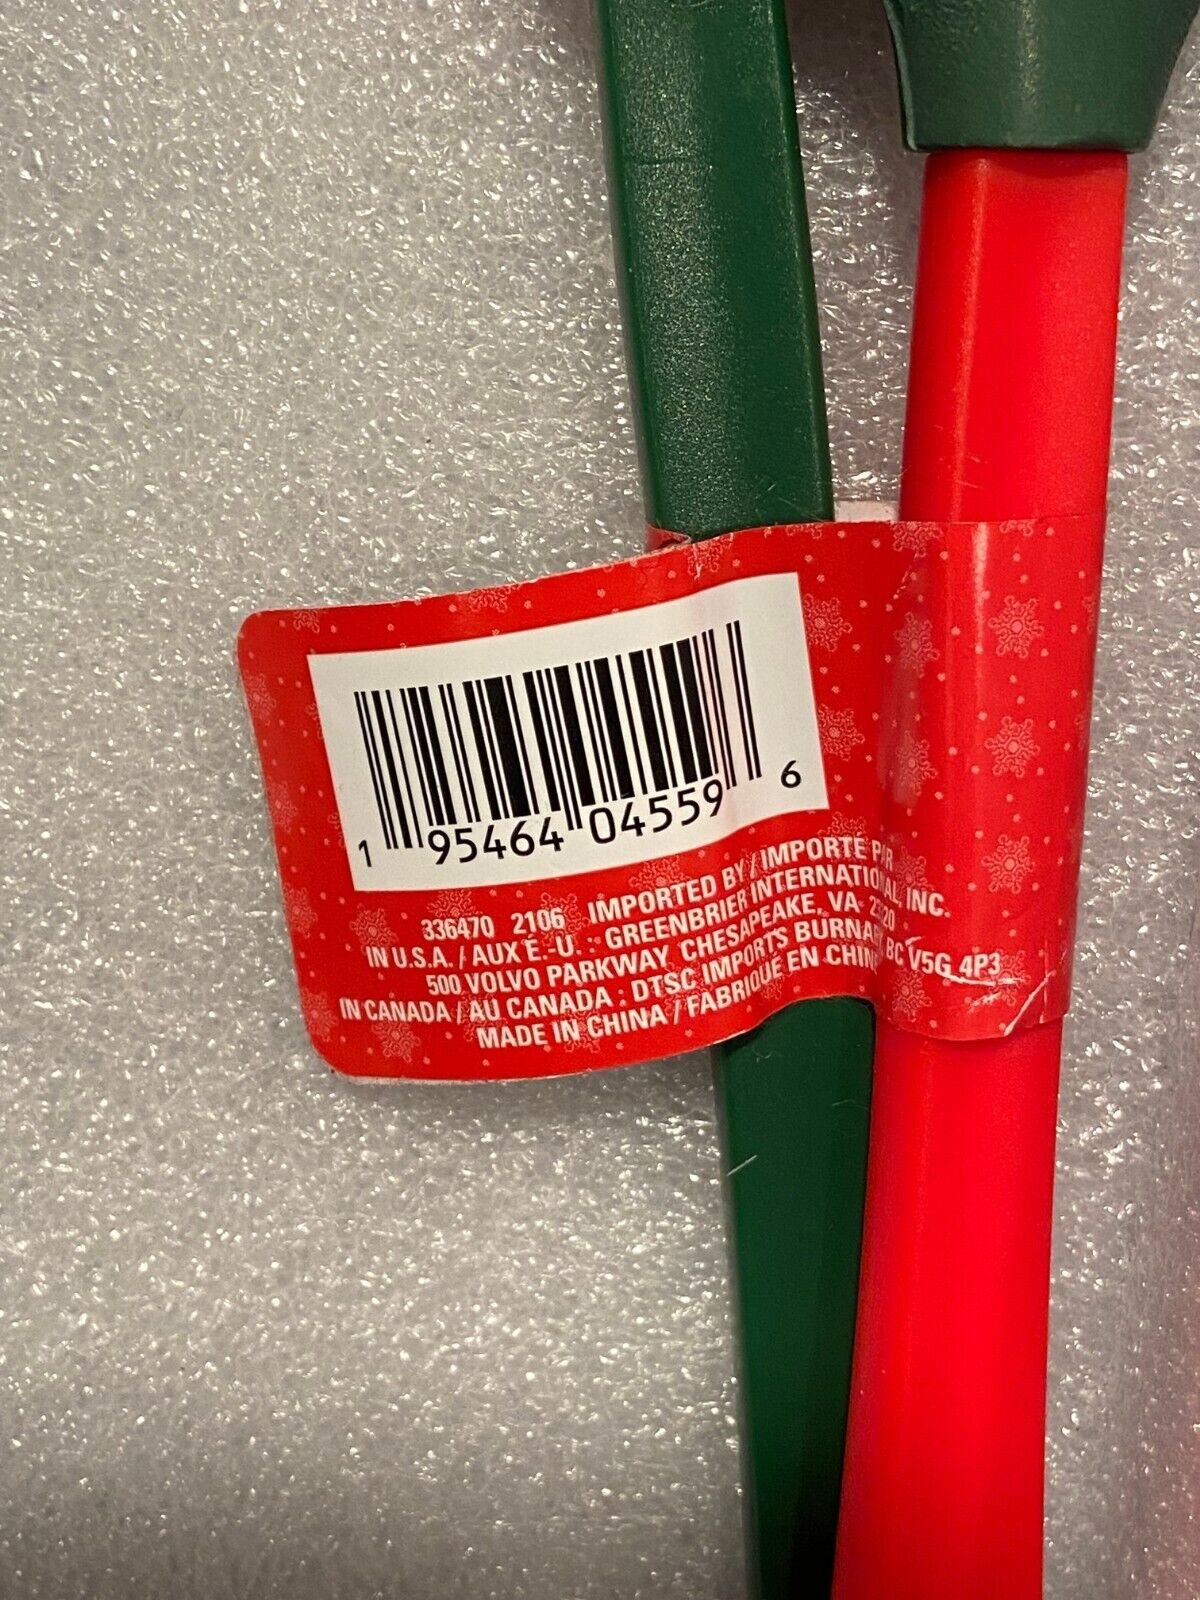 1 95464 04559 6
336470 2106 IMPORTED BY / IMPORTE PAR
IN U.S.A. / AUX É.-U. : GREENBRIER INTERNATIONAL, INC.
500 VOLVO PARKWAY, CHESAPEAKE, VA
IN CANADA / AU CANADA : DTSC IMPORTS BURNABY BC V5G 4P3
MADE IN CHINA / FABRIQUE EN CHINE